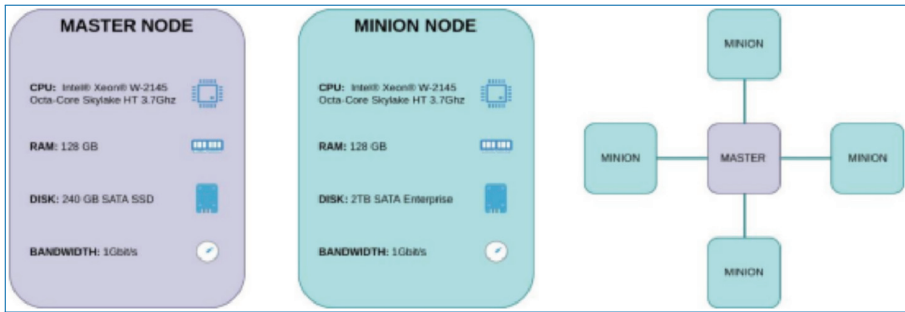 MASTER NODE
CPU: Intel® Xeon® W-2145
Octa-Core Skylake HT 3.7Ghz
RAM: 128 GB
DISK: 240 GB SATA SSD
BANDWIDTH: 1Gbit/s
MINION NODE
CPU: Intel® Xeon® W-2145
Octa-Core Skylake HT 3.7Ghz
RAM: 128 GB
DISK: 2TB SATA Enterprise
BANDWIDTH: 1Gbit/s
MINION
MINION
MASTER
MINION
MINION